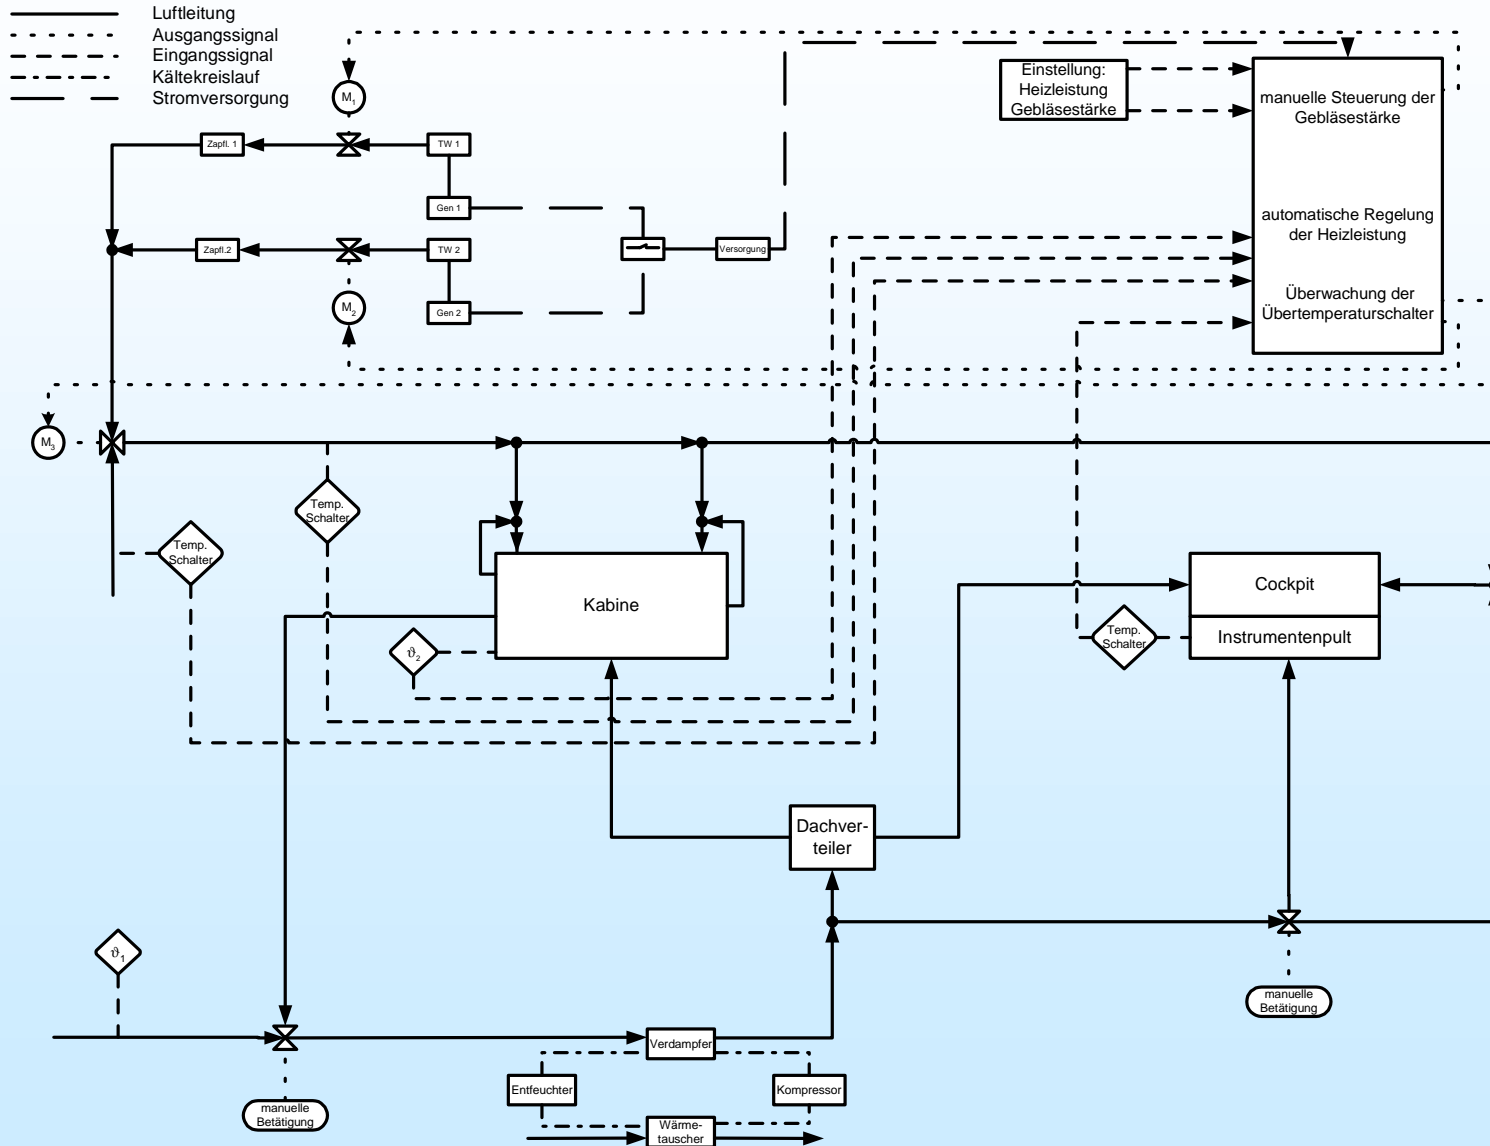 Luftleitung
Ausgangssignal
Eingangssignal
Kältekreislauf
Stromversorgung
M1
Einstellung:
Heizleistung
Gebläsestärke
manuelle Steuerung der
Gebläsestärke
Zapfl. 1
TW 1
Gen 1
automatische Regelung
der Heizleistung
Zapfl.2
TW 2
Versorgung
M2
Gen 2
Überwachung der
Übertemperaturschalter
M3
Temp.
Schalter
Temp.
Schalter
Kabine
Cockpit
Instrumentenpult
Temp.
Schalter
ϑ2
Dachver-
teiler
ϑ1
manuelle
Betätigung
Verdampfer
Entfeuchter
Kompressor
manuelle
Betätigung
Wärme-
tauscher